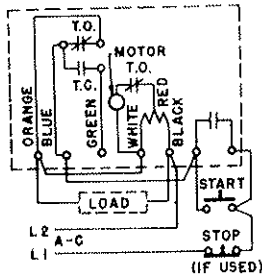 T.O.
MOTOR
T.O.
T.C.
ORANGE
BLUE
GREEN
WHITE
RED
BLACK
LOAD
START
L2
A-C
L1
STOP
(IF USED)